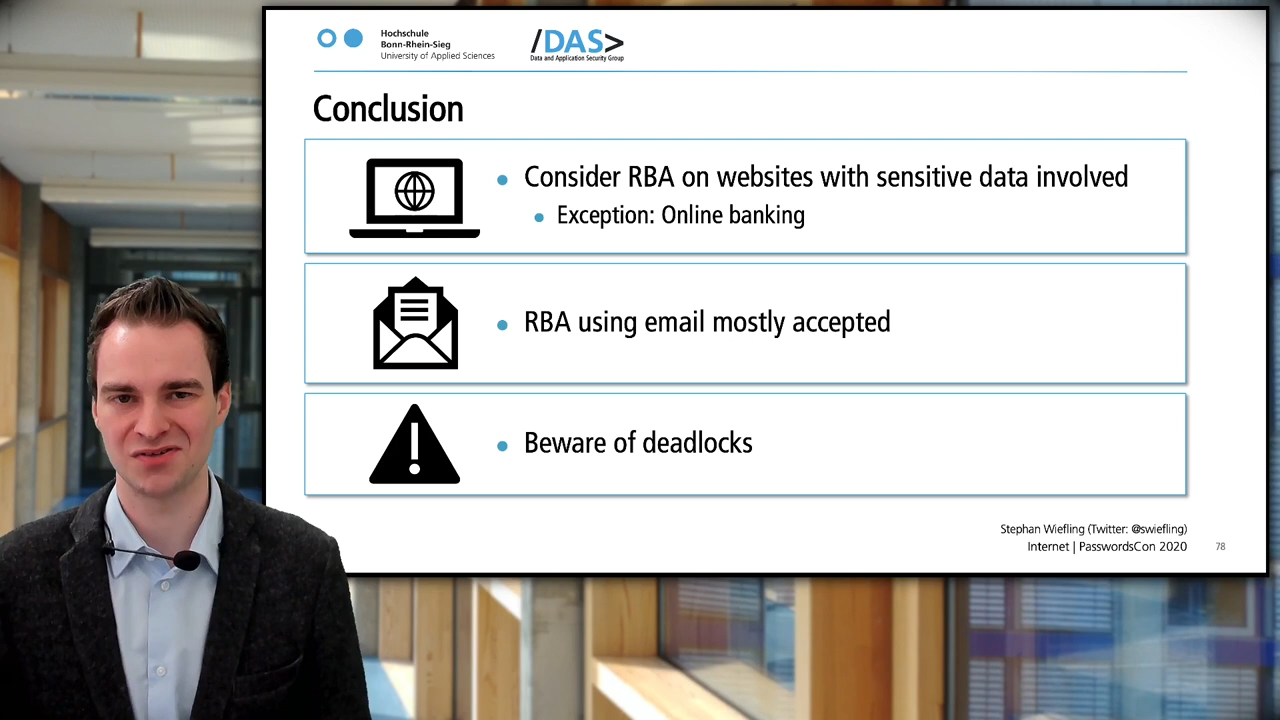 Hochschule
Bonn-Rhein-Sieg
University of Applied Sciences
/DAS>
Data and Application Security Group
Conclusion
Consider RBA on websites with sensitive data involved
Exception: Online banking
RBA using email mostly accepted
Beware of deadlocks
Stephan Wiefling (Twitter: @swiefling)
Internet | PasswordsCon 2020
78